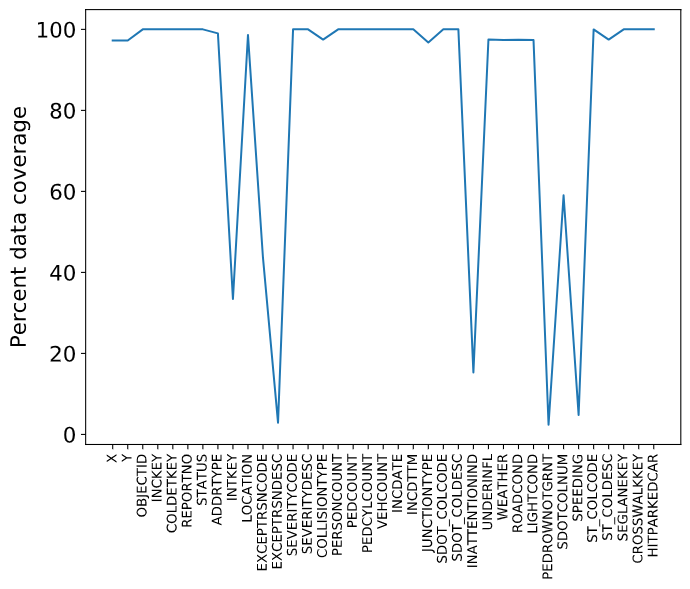 Percent data coverage
100
80
60
40
20
0
X
Y
OBJECTID
INCKEY
COLDETKEY
REPORTNO
STATUS
ADDRTYPE
INTKEY
LOCATION
EXCEPTRSNCODE
EXCEPTRSNDESC
SEVERITYCODE
SEVERITYDESC
COLLISIONTYPE
PERSONCOUNT
PEDCOUNT
PEDCYLCOUNT
VEHCOUNT
INCDATE
INCDTTM
JUNCTIONTYPE
SDOT_COLCODE
SDOT_COLDESC
INATTENTIONIND
UNDERINFL
WEATHER
ROADCOND
LIGHTCOND
PEDROWNOTGRNT
SDOTCOLNUM
SPEEDING
ST_COLCODE
ST_COLDESC
SEGLANEKEY
CROSSWALKKEY
HITPARKEDCAR